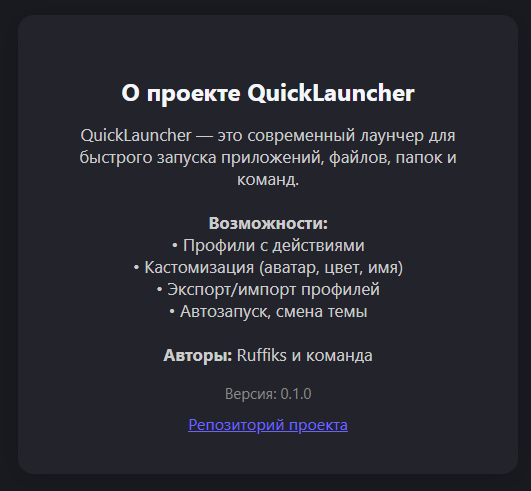 О проекте QuickLauncher
QuickLauncher — это современный лаунчер для
быстрого запуска приложений, файлов, папок и
команд.
Возможности:
• Профили с действиями
• Кастомизация (аватар, цвет, имя)
• Экспорт/импорт профилей
• Автозапуск, смена темы
Авторы: Ruffiks и команда
Версия: 0.1.0
Репозиторий проекта